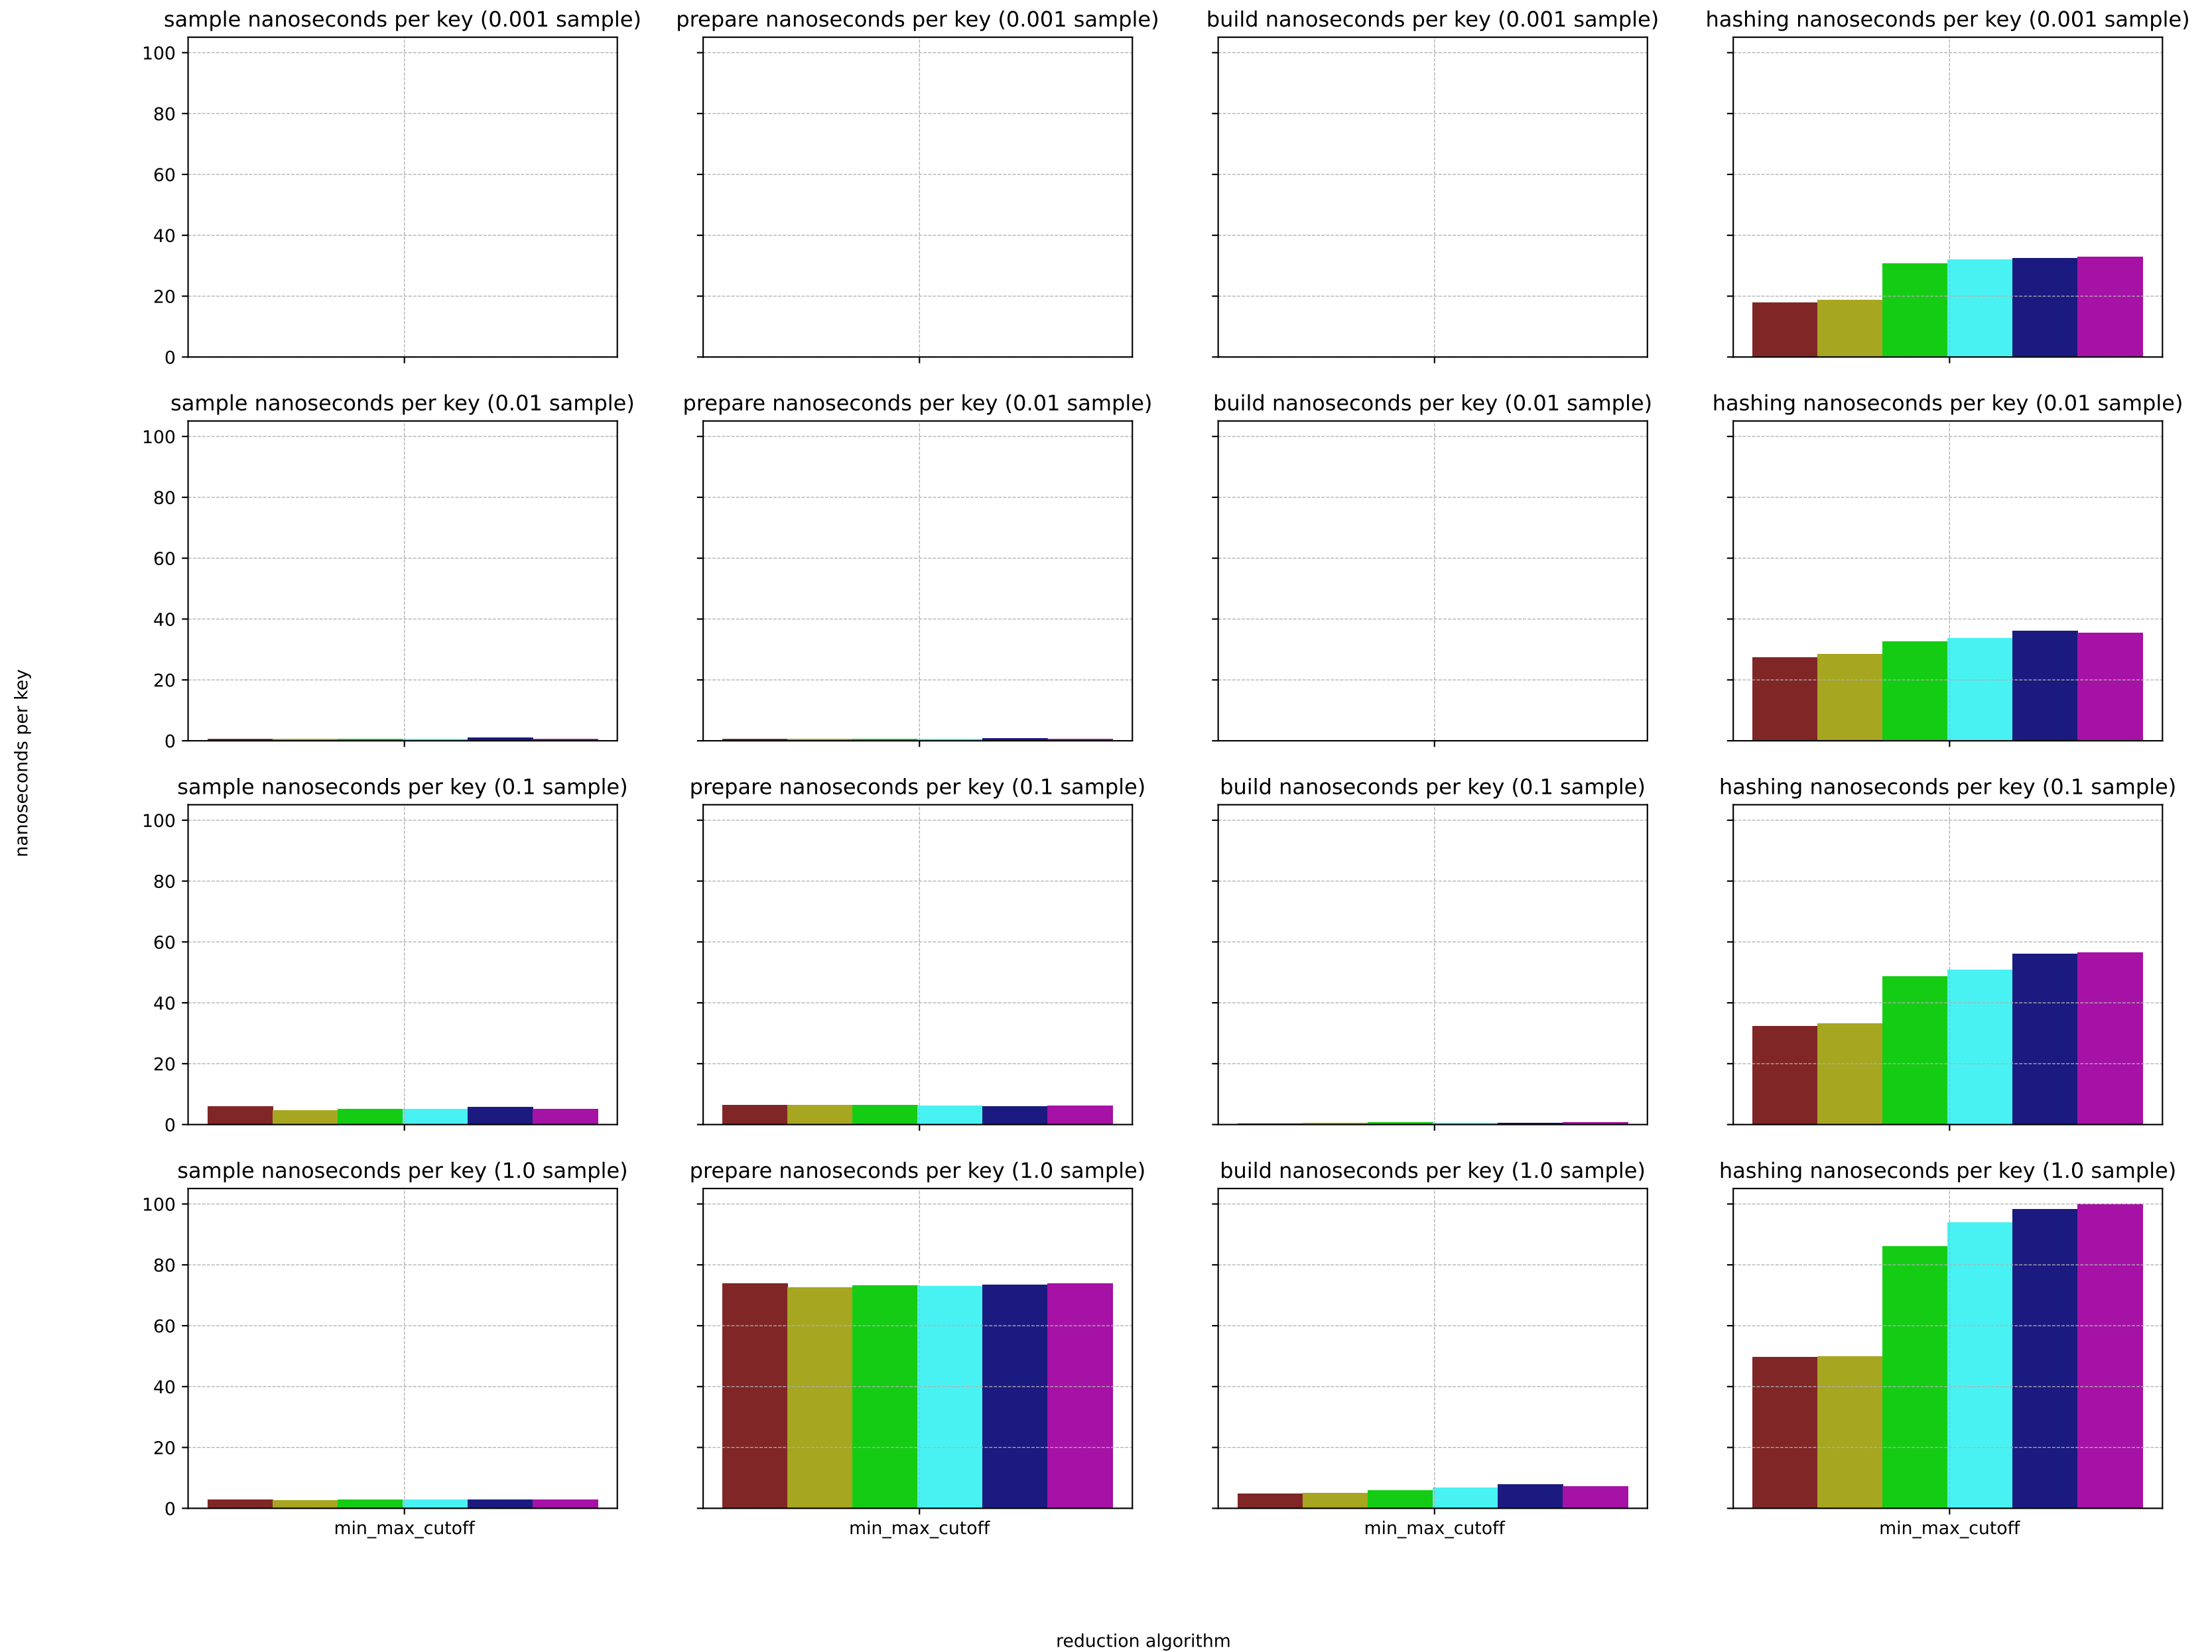 sample nanoseconds per key (0.001 sample)
prepare nanoseconds per key (0.001 sample)
build nanoseconds per key (0.001 sample)
hashing nanoseconds per key (0.001 sample)
100
80
60
40
20
0
sample nanoseconds per key (0.01 sample)
prepare nanoseconds per key (0.01 sample)
build nanoseconds per key (0.01 sample)
hashing nanoseconds per key (0.01 sample)
100
80
60
40
20
0
nanoseconds per key
sample nanoseconds per key (0.1 sample)
prepare nanoseconds per key (0.1 sample)
build nanoseconds per key (0.1 sample)
hashing nanoseconds per key (0.1 sample)
100
80
60
40
20
0
sample nanoseconds per key (1.0 sample)
prepare nanoseconds per key (1.0 sample)
build nanoseconds per key (1.0 sample)
hashing nanoseconds per key (1.0 sample)
100
80
60
40
20
0
min_max_cutoff
min_max_cutoff
min_max_cutoff
min_max_cutoff
reduction algorithm